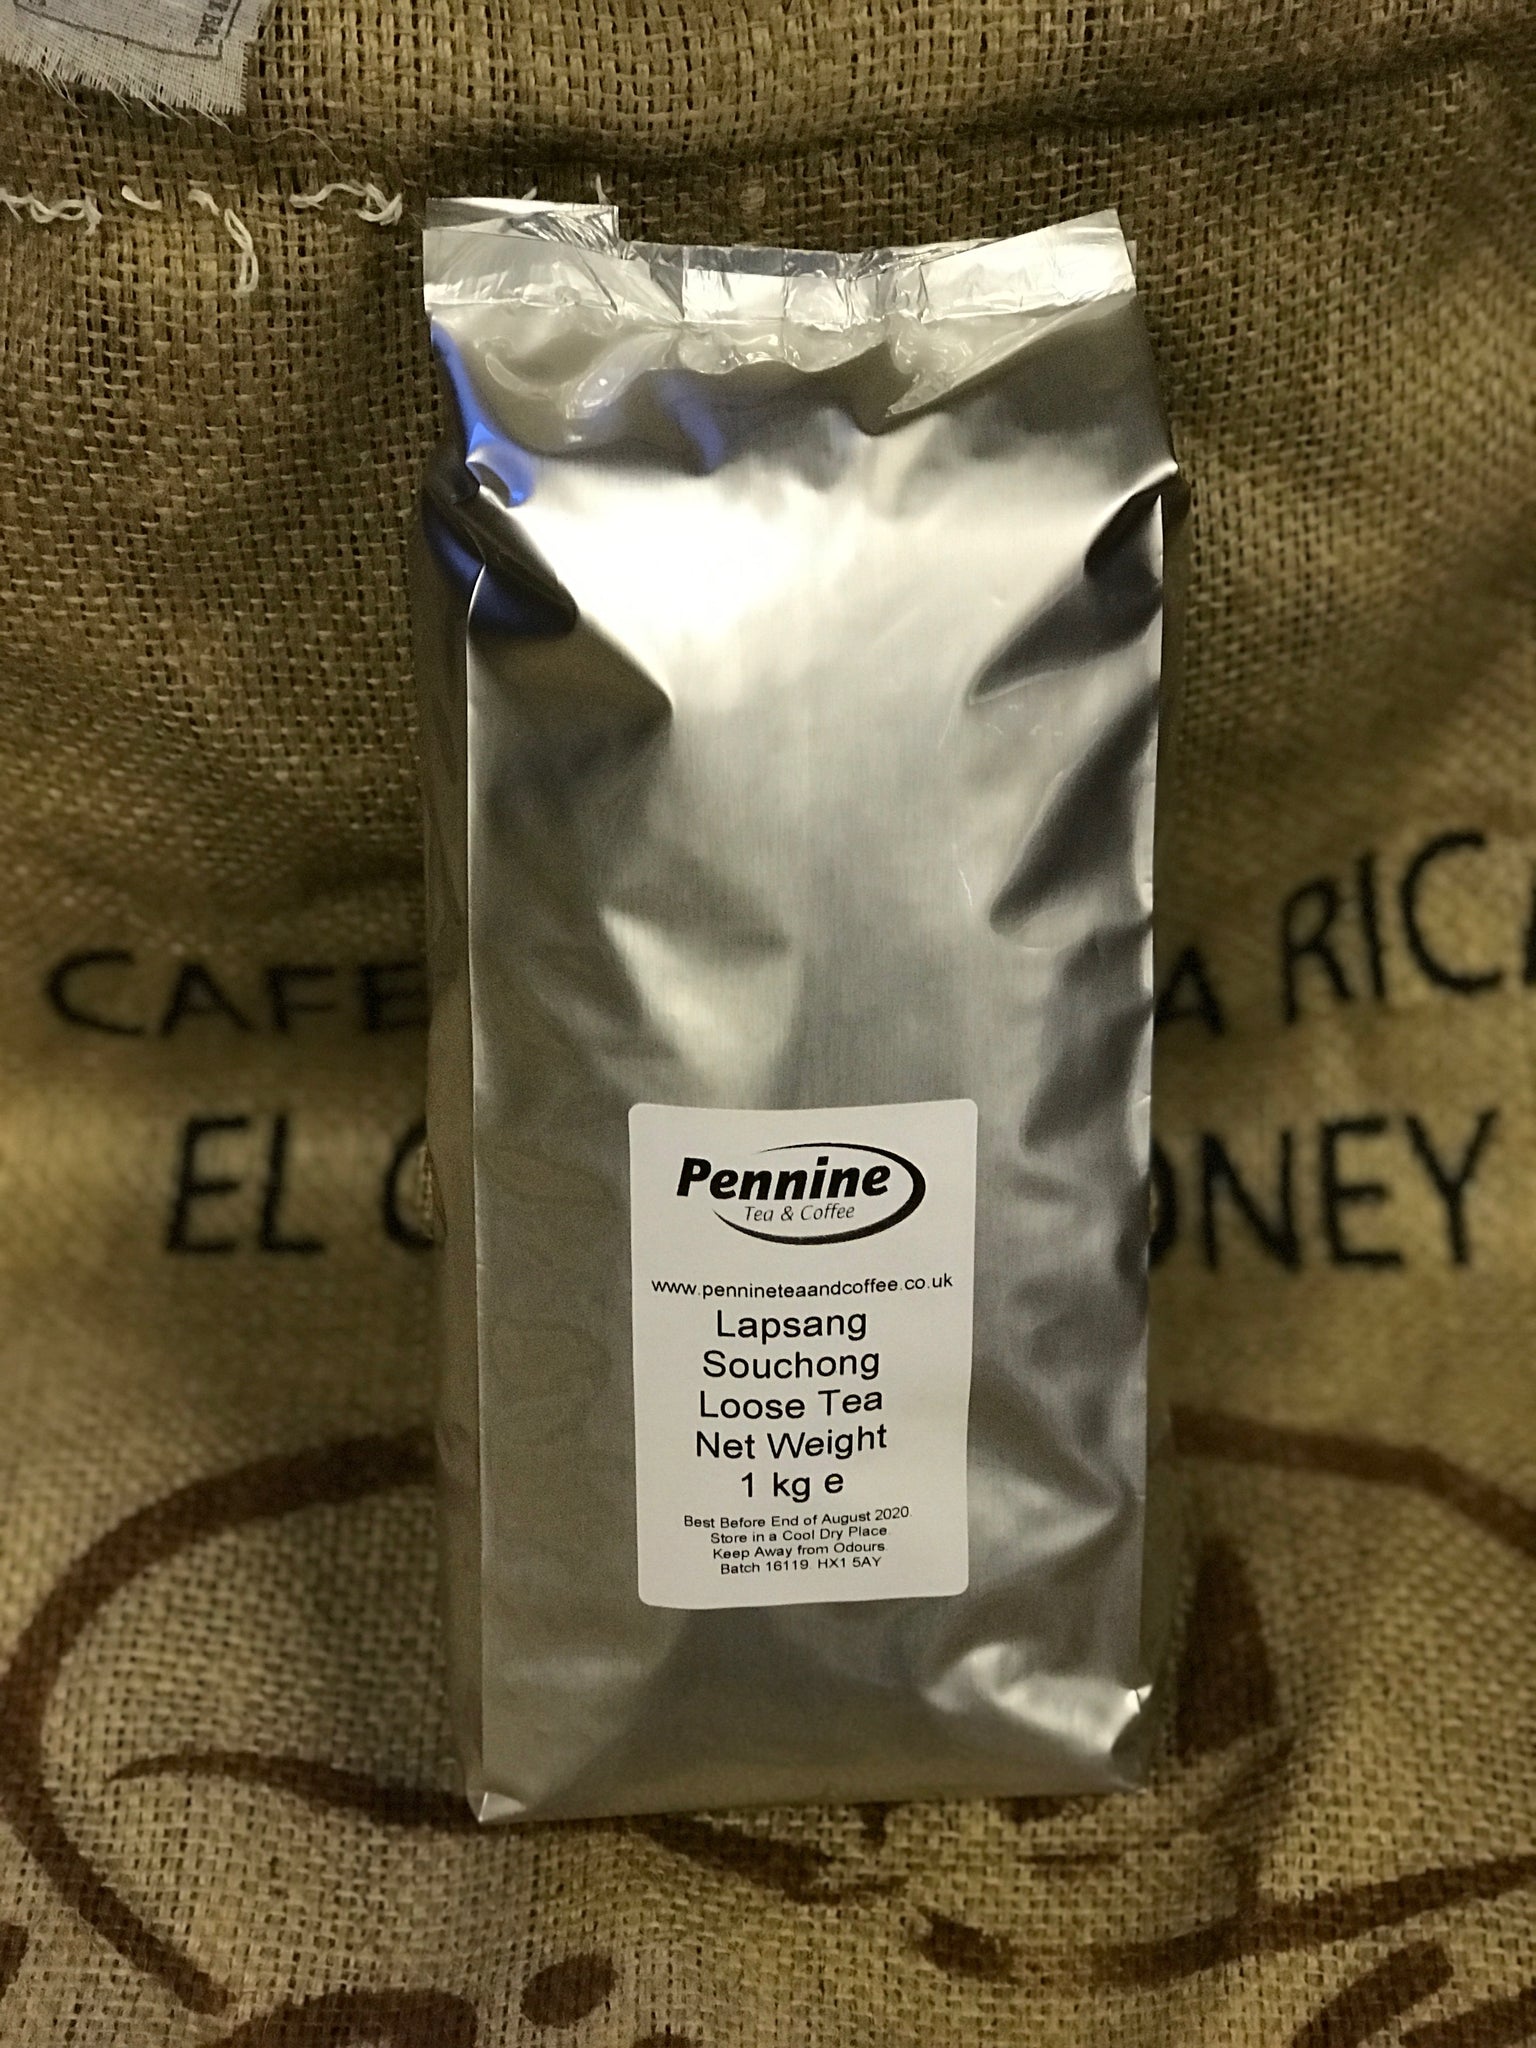 CAFE
A RIC
EL
ONEY
Pennine
Tea & Coffee
www.pennineteaandcoffee.co.uk
Lapsang
Souchong
Loose Tea
Net Weight
1 kg e
Best Before End of August 2020.
Store in a Cool Dry Place.
Keep Away from Odours.
Batch 16119. HX1 5AY